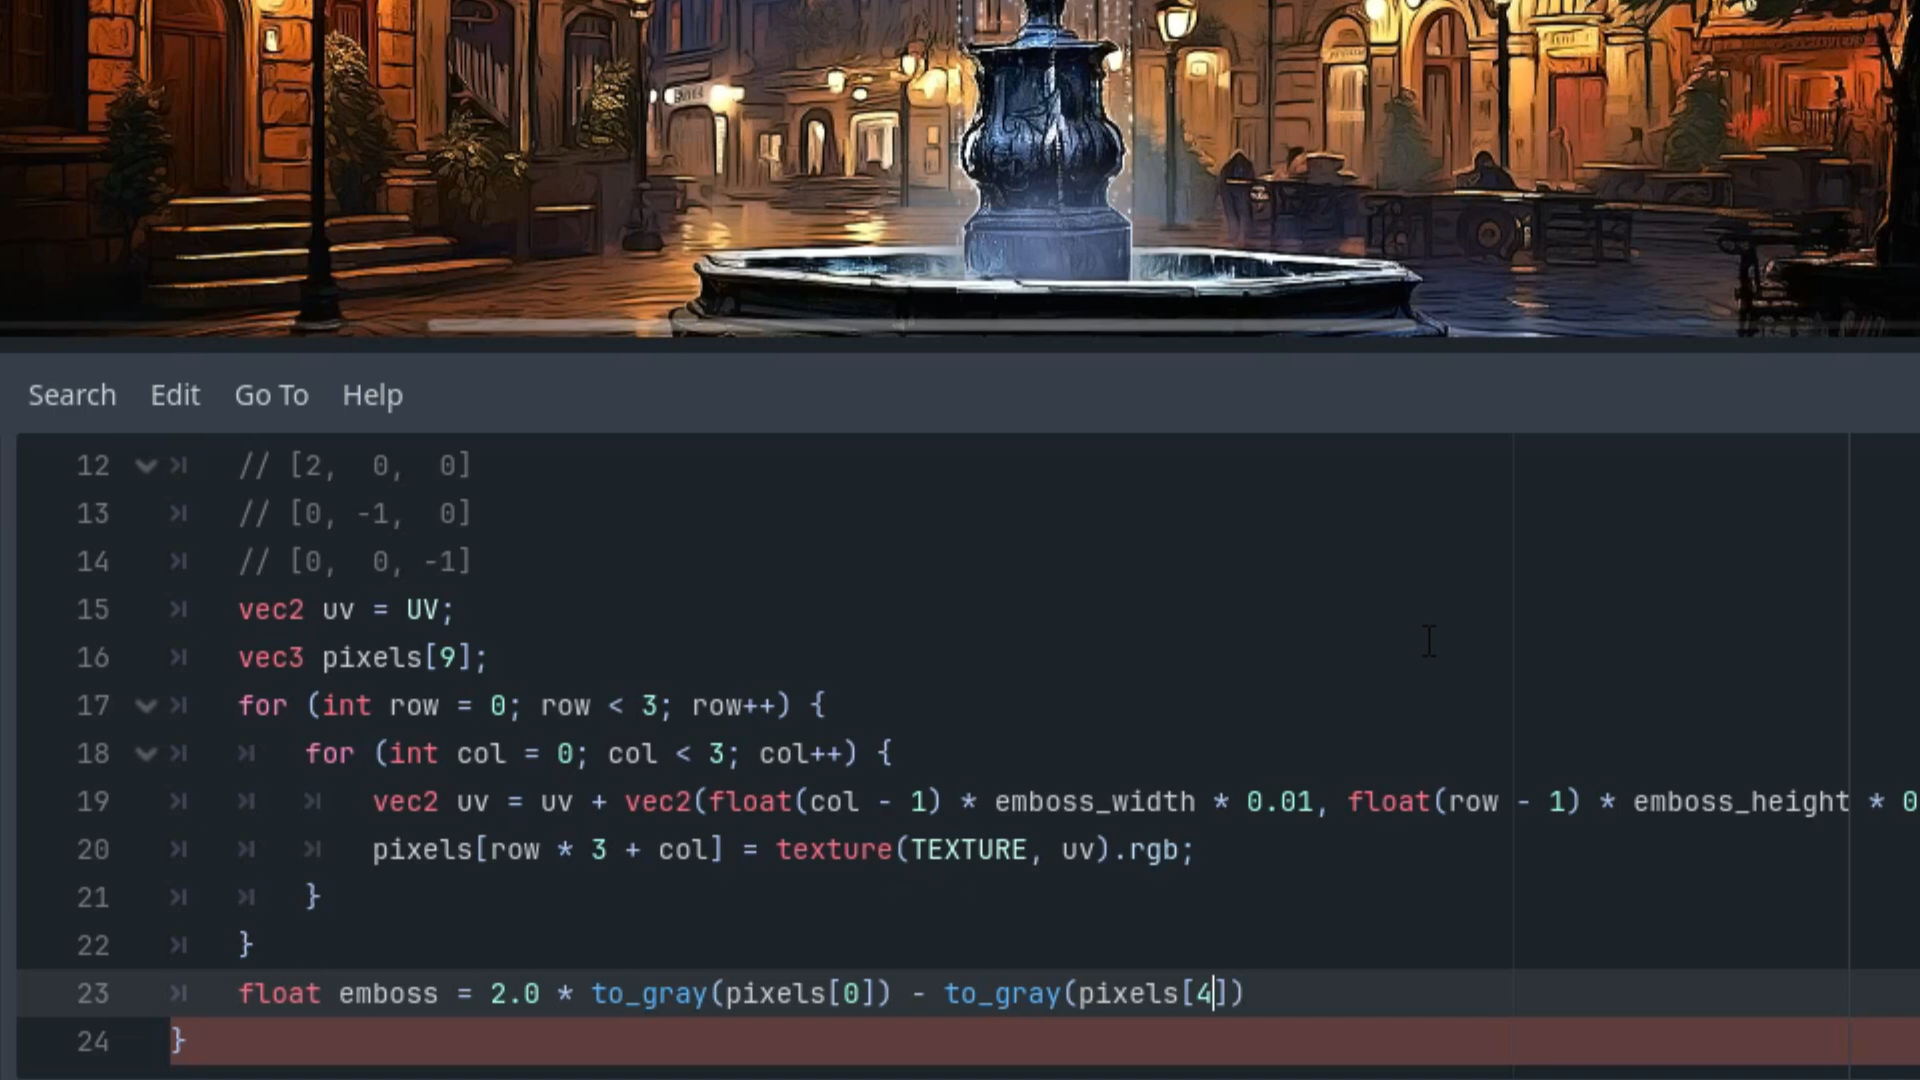 Search Edit Go To Help
12 // [2,  0,  0]
13 // [0, -1,  0]
14 // [0,  0, -1]
15 vec2 uv = UV;
16 vec3 pixels[9];
17 for (int row = 0; row < 3; row++) {
18 for (int col = 0; col < 3; col++) {
19 vec2 uv = uv + vec2(float(col - 1) * emboss_width * 0.01, float(row - 1) * emboss_height * 0
20 pixels[row * 3 + col] = texture(TEXTURE, uv).rgb;
21 }
22 }
23 float emboss = 2.0 * to_gray(pixels[0]) - to_gray(pixels[4])
24 }